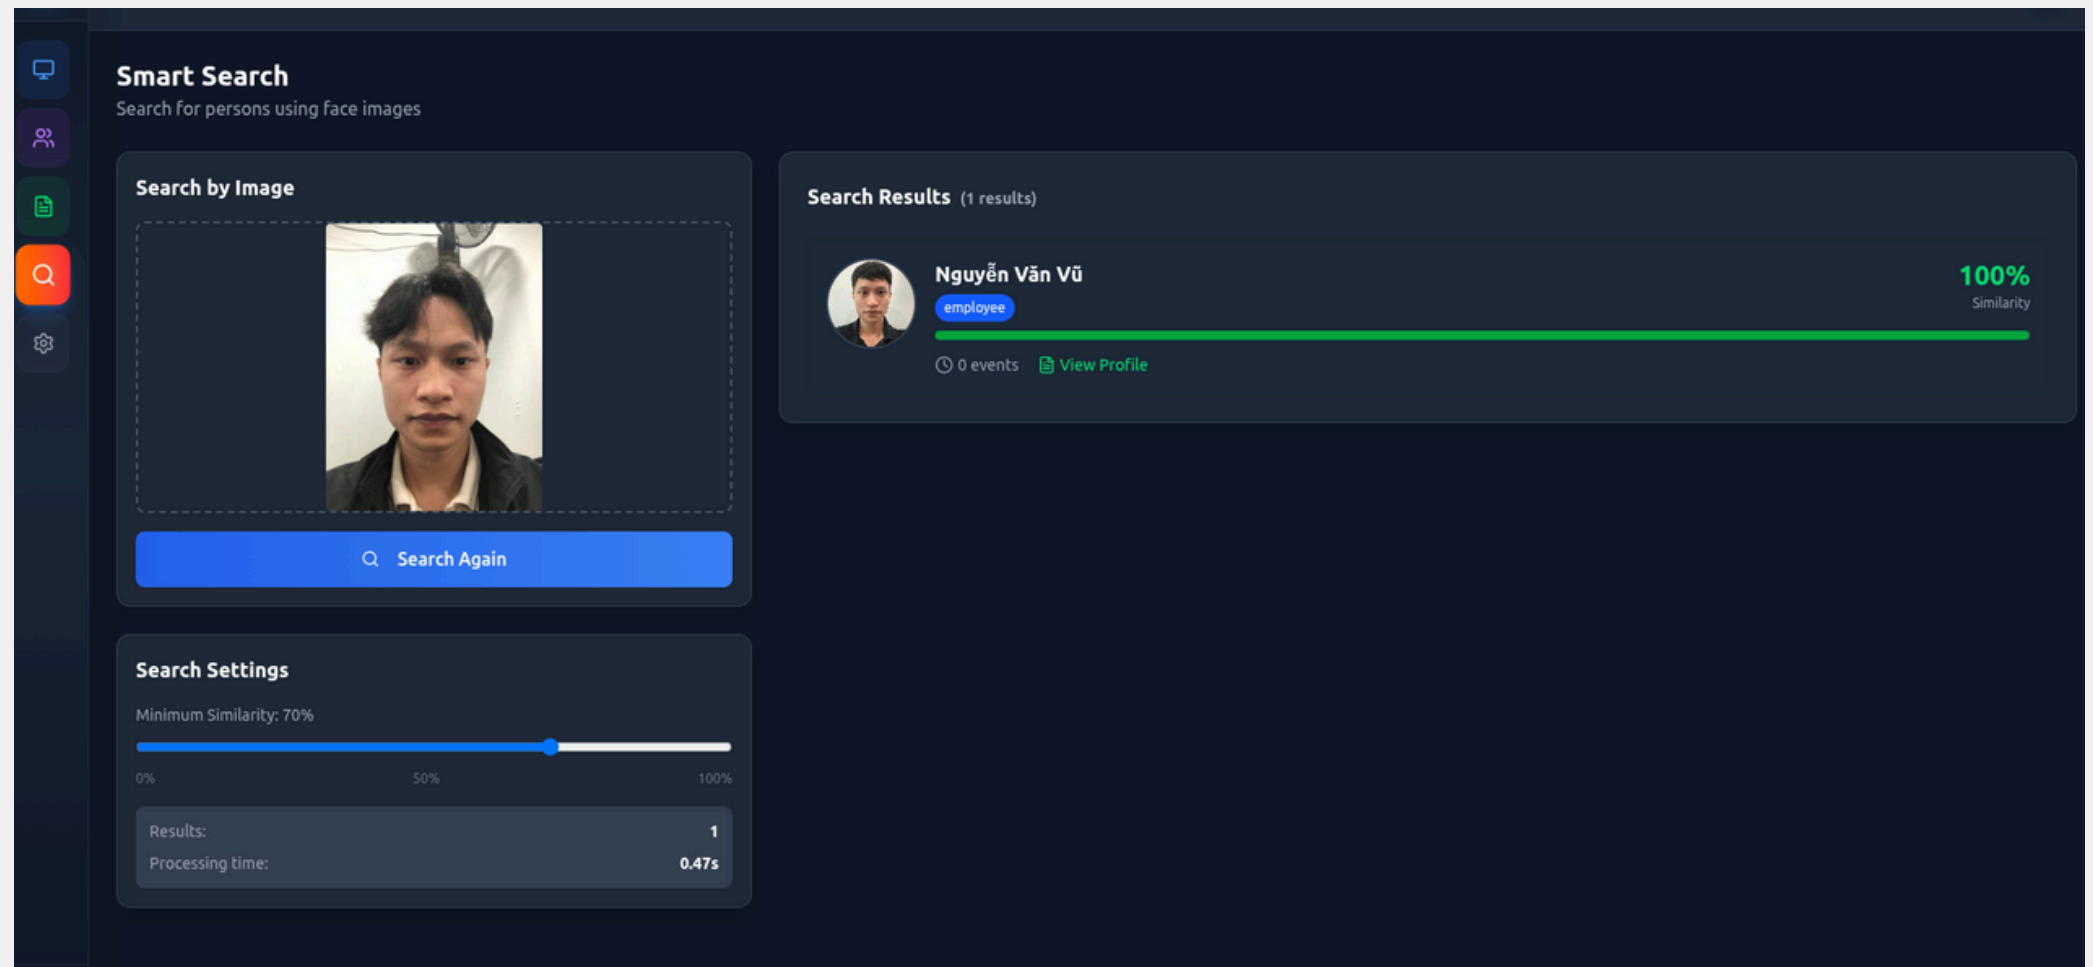 Smart Search
Search for persons using face images
Search by Image
Search Again
Search Settings
Minimum Similarity: 70%
0% 50% 100%
Results: 1
Processing time: 0.47s
Search Results (1 results)
Nguyễn Văn Vũ
employee
100%
Similarity
0 events View Profile